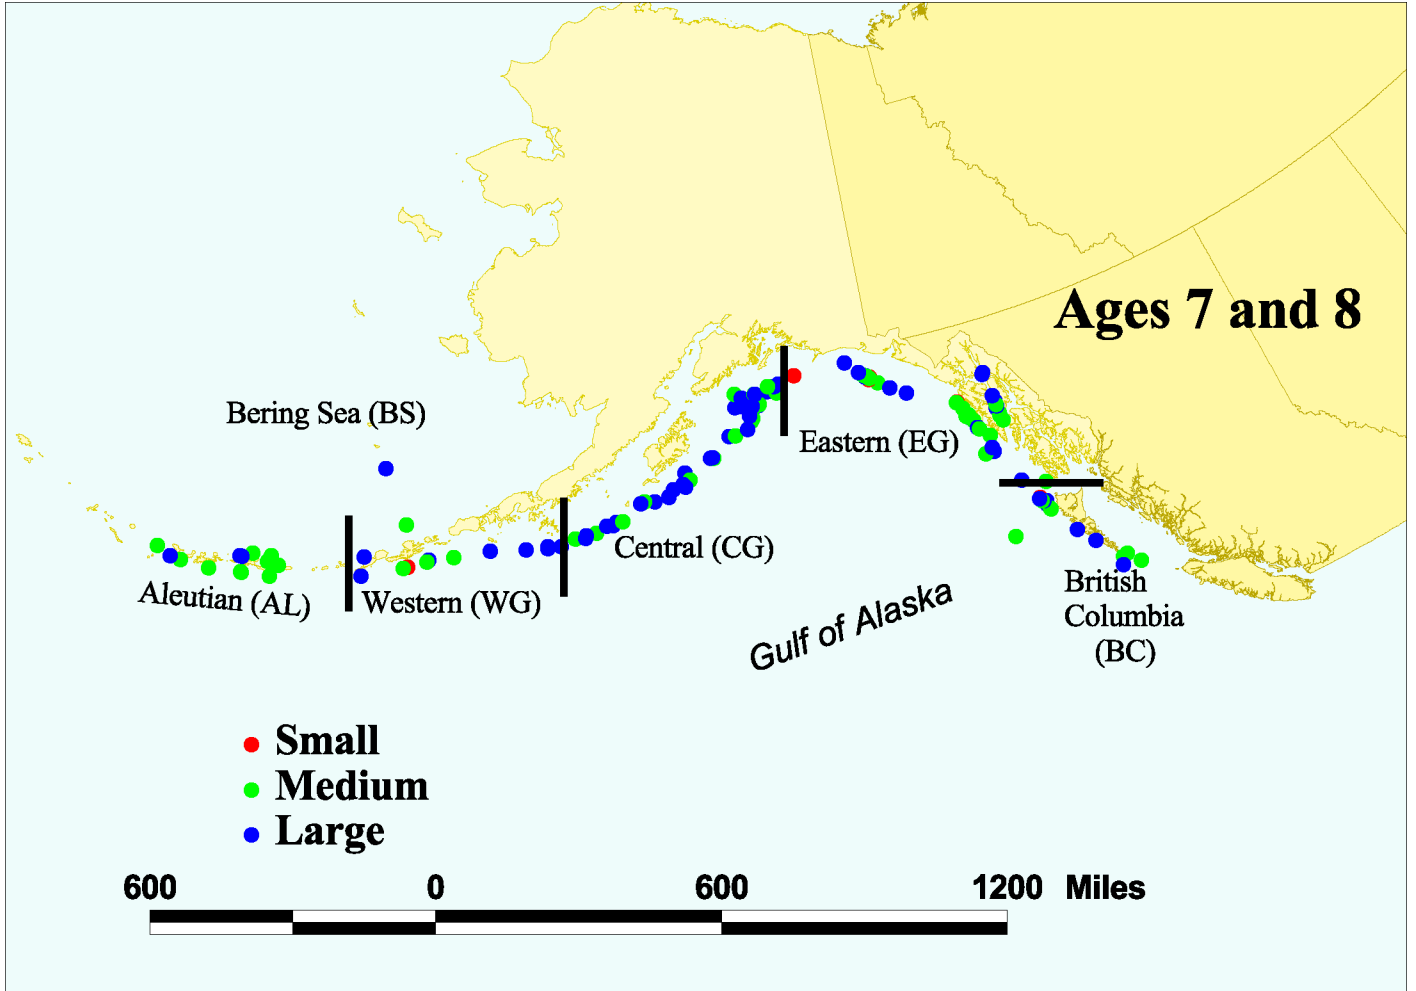 Ages 7 and 8
Bering Sea (BS)
Eastern (EG)
Central (CG)
Aleutian (AL)
Western (WG)
British
Columbia
(BC)
Gulf of Alaska
Small
Medium
Large
600 0 600 1200 Miles